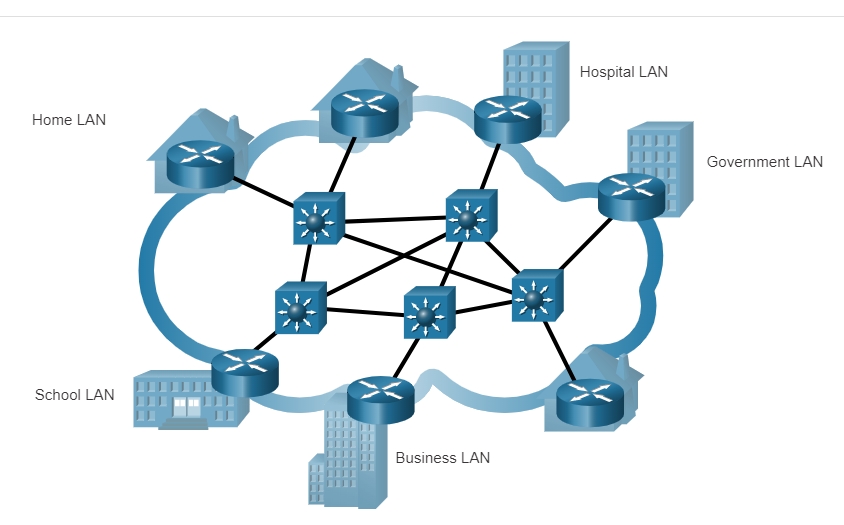 Hospital LAN
Home LAN
Government LAN
School LAN
Business LAN